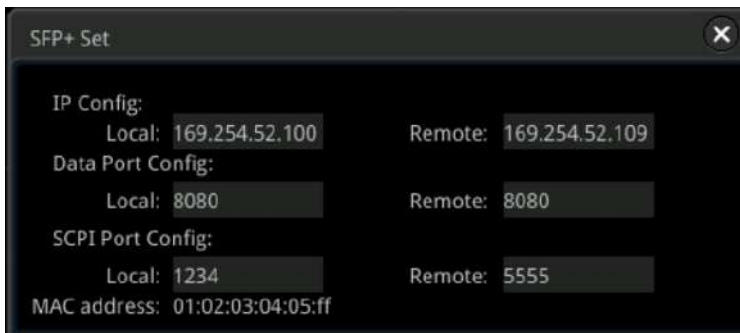 SFP+ Set
IP Config:
Local: 169.254.52.100 Remote: 169.254.52.109
Data Port Config:
Local: 8080 Remote: 8080
SCPI Port Config:
Local: 1234 Remote: 5555
MAC address: 01:02:03:04:05:ff